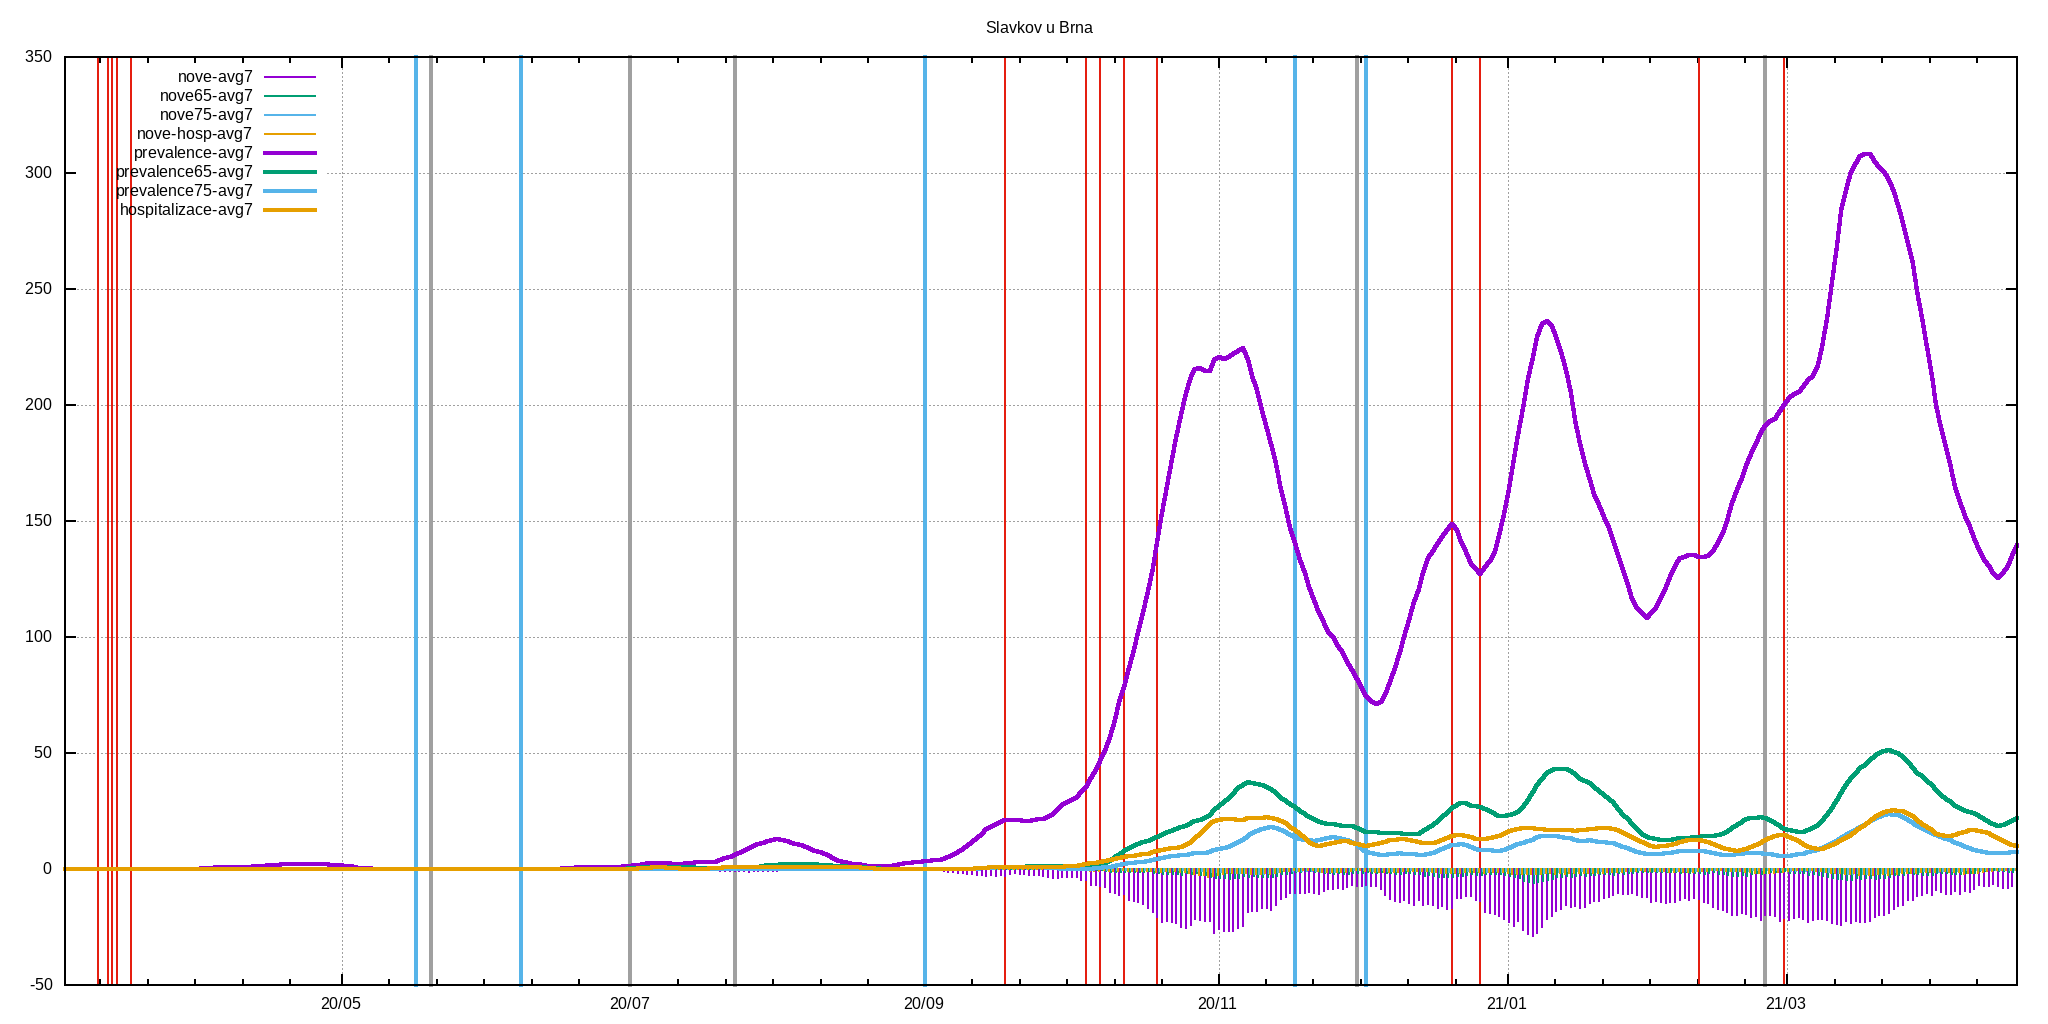 Slavkov u Brna
350
300
250
200
150
100
50
0
-50
nove-avg7
nove65-avg7
nove75-avg7
nove-hosp-avg7
prevalence-avg7
prevalence65-avg7
prevalence75-avg7
hospitalizace-avg7
20/05 20/07 20/09 20/11 21/01 21/03